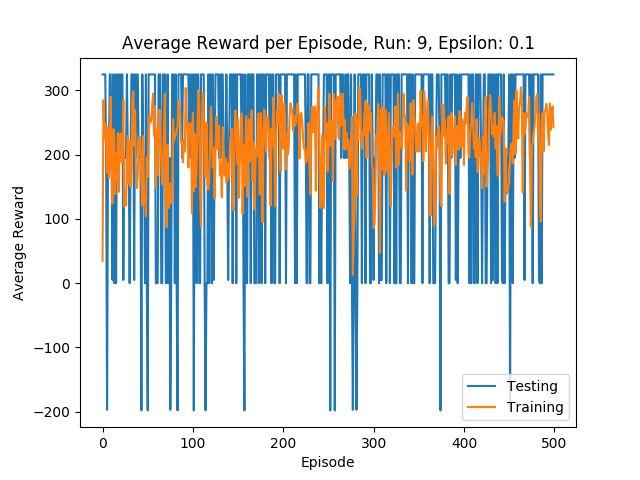 Average Reward per Episode, Run: 9, Epsilon: 0.1
Average Reward
300
200
100
0
−100
−200
0
100
200
300
400
500
Episode
Testing
Training